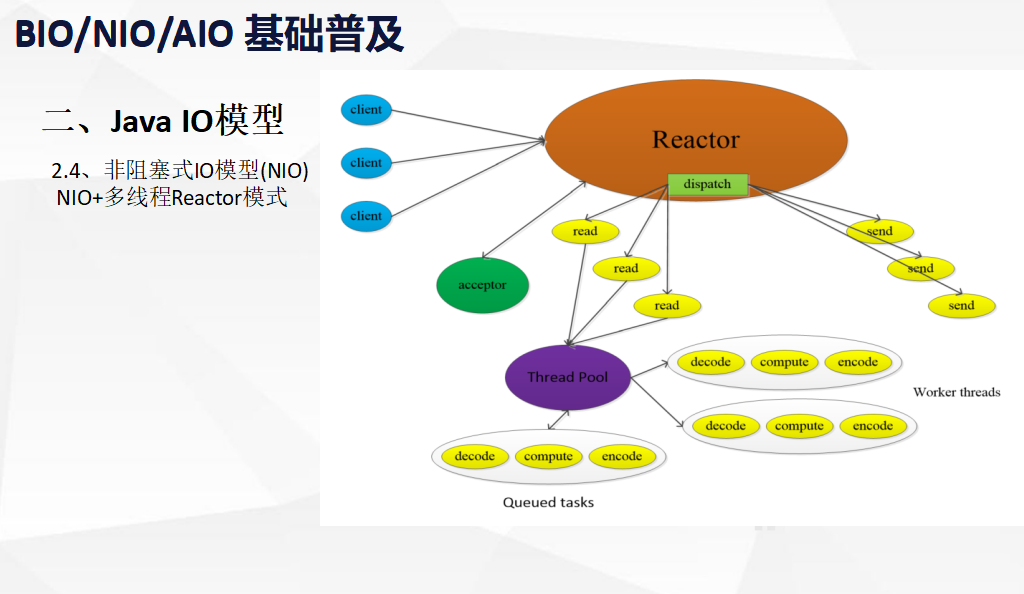 BIO/NIO/AIO 基础普及
二、Java IO模型
2.4、非阻塞式IO模型(NIO)
NIO+多线程Reactor模式
client
client
client
Reactor
dispatch
acceptor
read
read
read
send
send
send
Thread Pool
decode compute encode
Worker threads
decode compute encode
decode compute encode
Queued tasks